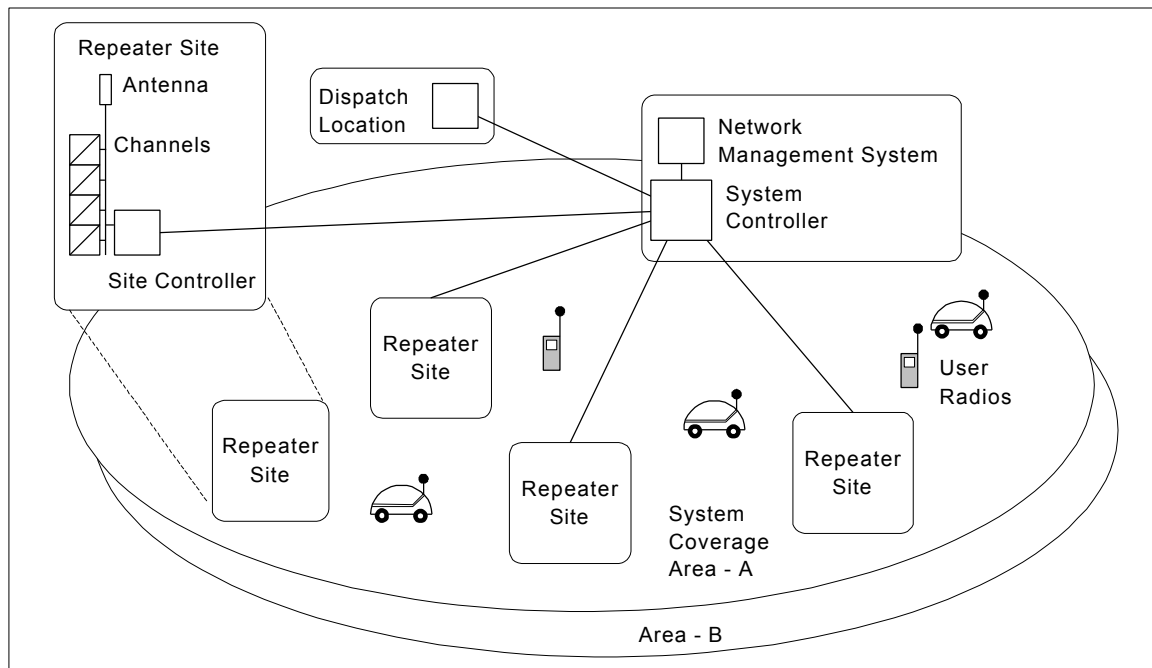 Repeater Site
Antenna
Channels
Site Controller
Dispatch
Location
Network
Management System
System
Controller
Repeater
Site
User
Radios
Repeater
Site
Repeater
Site
Repeater
Site
System
Coverage
Area - A
Area - B